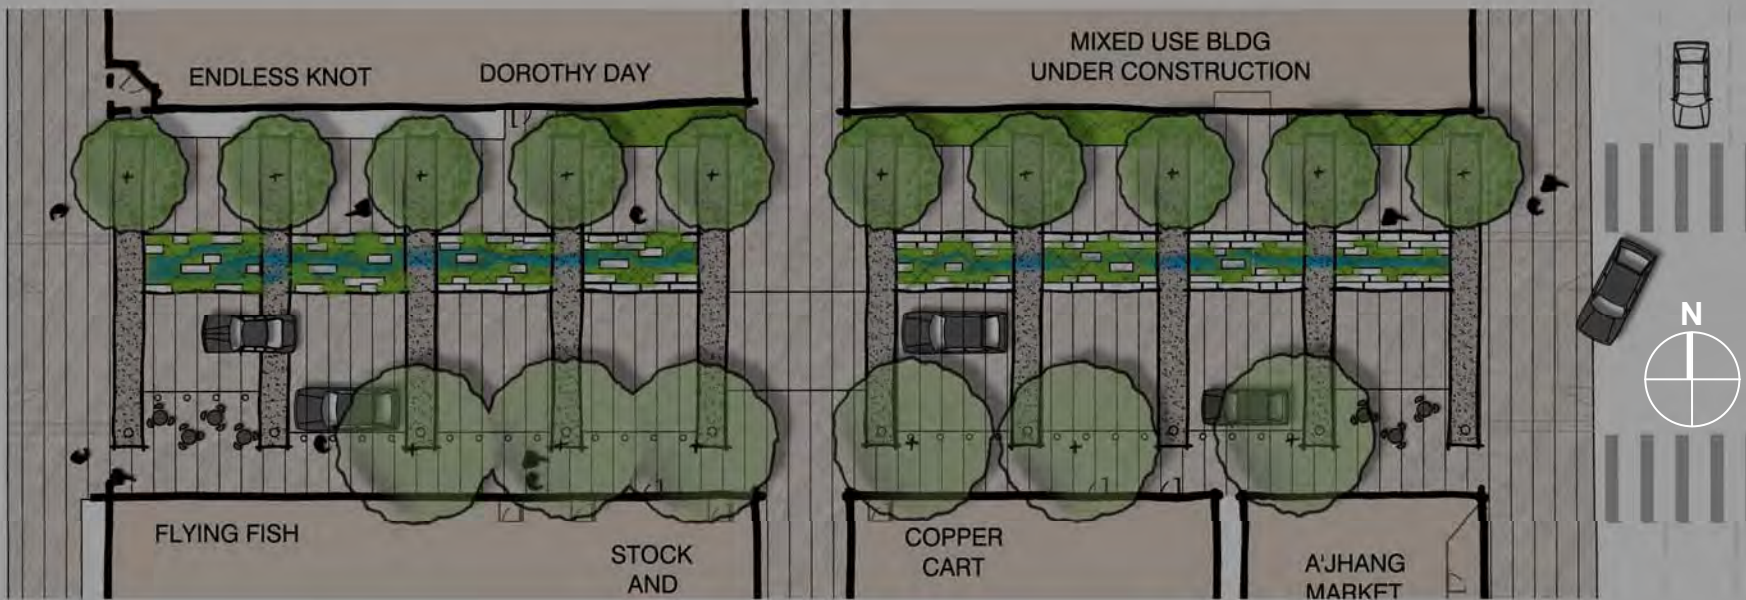 ENDLESS KNOT
DOROTHY DAY
MIXED USE BLDG
UNDER CONSTRUCTION
N
FLYING FISH
STOCK
AND
COPPER
CART
A'JHANG
MARKET